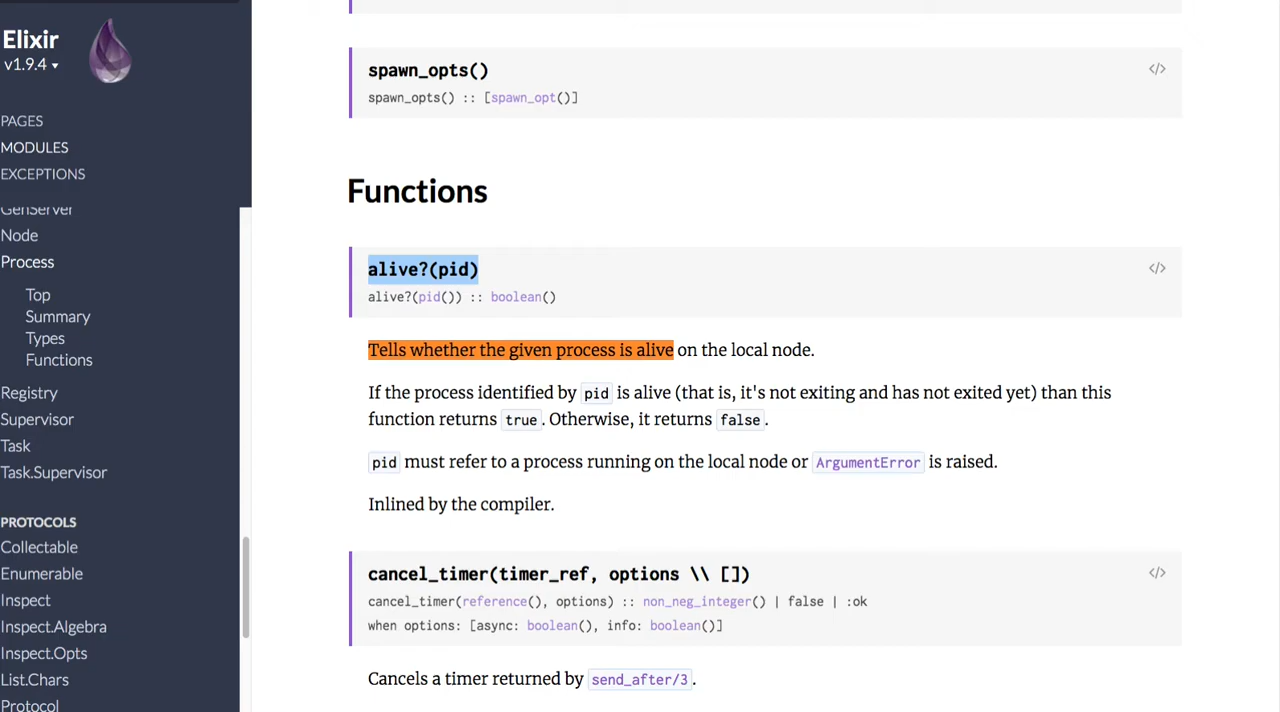 Elixir
v1.9.4
PAGES
MODULES
EXCEPTIONS
GenServer
Node
Process
Top
Summary
Types
Functions
Registry
Supervisor
Task
Task.Supervisor
PROTOCOLS
Collectable
Enumerable
Inspect
Inspect.Algebra
Inspect.Opts
List.Chars
Protocol
spawn_opts()
</>
spawn_opts() :: [spawn_opt()]
Functions
alive?(pid)
</>
alive?(pid()) :: boolean()
Tells whether the given process is alive on the local node.
If the process identified by pid is alive (that is, it's not exiting and has not exited yet) than this
function returns true. Otherwise, it returns false.
pid must refer to a process running on the local node or ArgumentError is raised.
Inlined by the compiler.
cancel_timer(timer_ref, options \\ [])
</>
cancel_timer(reference(), options) :: non_neg_integer() | false | :ok
when options: [async: boolean(), info: boolean()]
Cancels a timer returned by send_after/3.